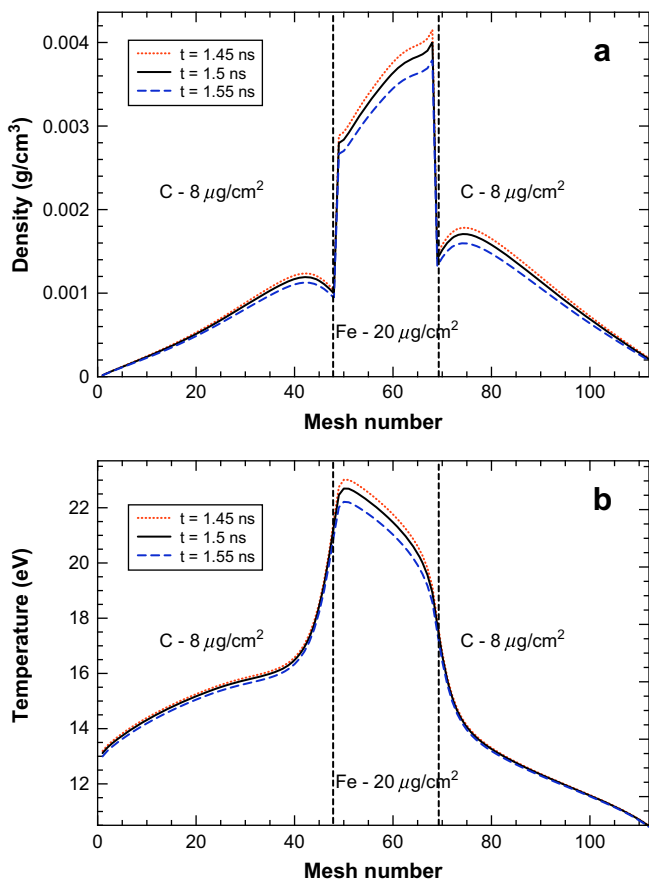 0.004
a
t = 1.45 ns
t = 1.5 ns
t = 1.55 ns
0.003
C - 8 μg/cm²
C - 8 μg/cm²
0.002
Density (g/cm³)
0.001
Fe - 20 μg/cm²
0
0 20 40 60 80 100
Mesh number
b
22
t = 1.45 ns
t = 1.5 ns
t = 1.55 ns
20
18
C - 8 μg/cm²
C - 8 μg/cm²
Temperature (eV)
16
14
12
Fe - 20 μg/cm²
0 20 40 60 80 100
Mesh number